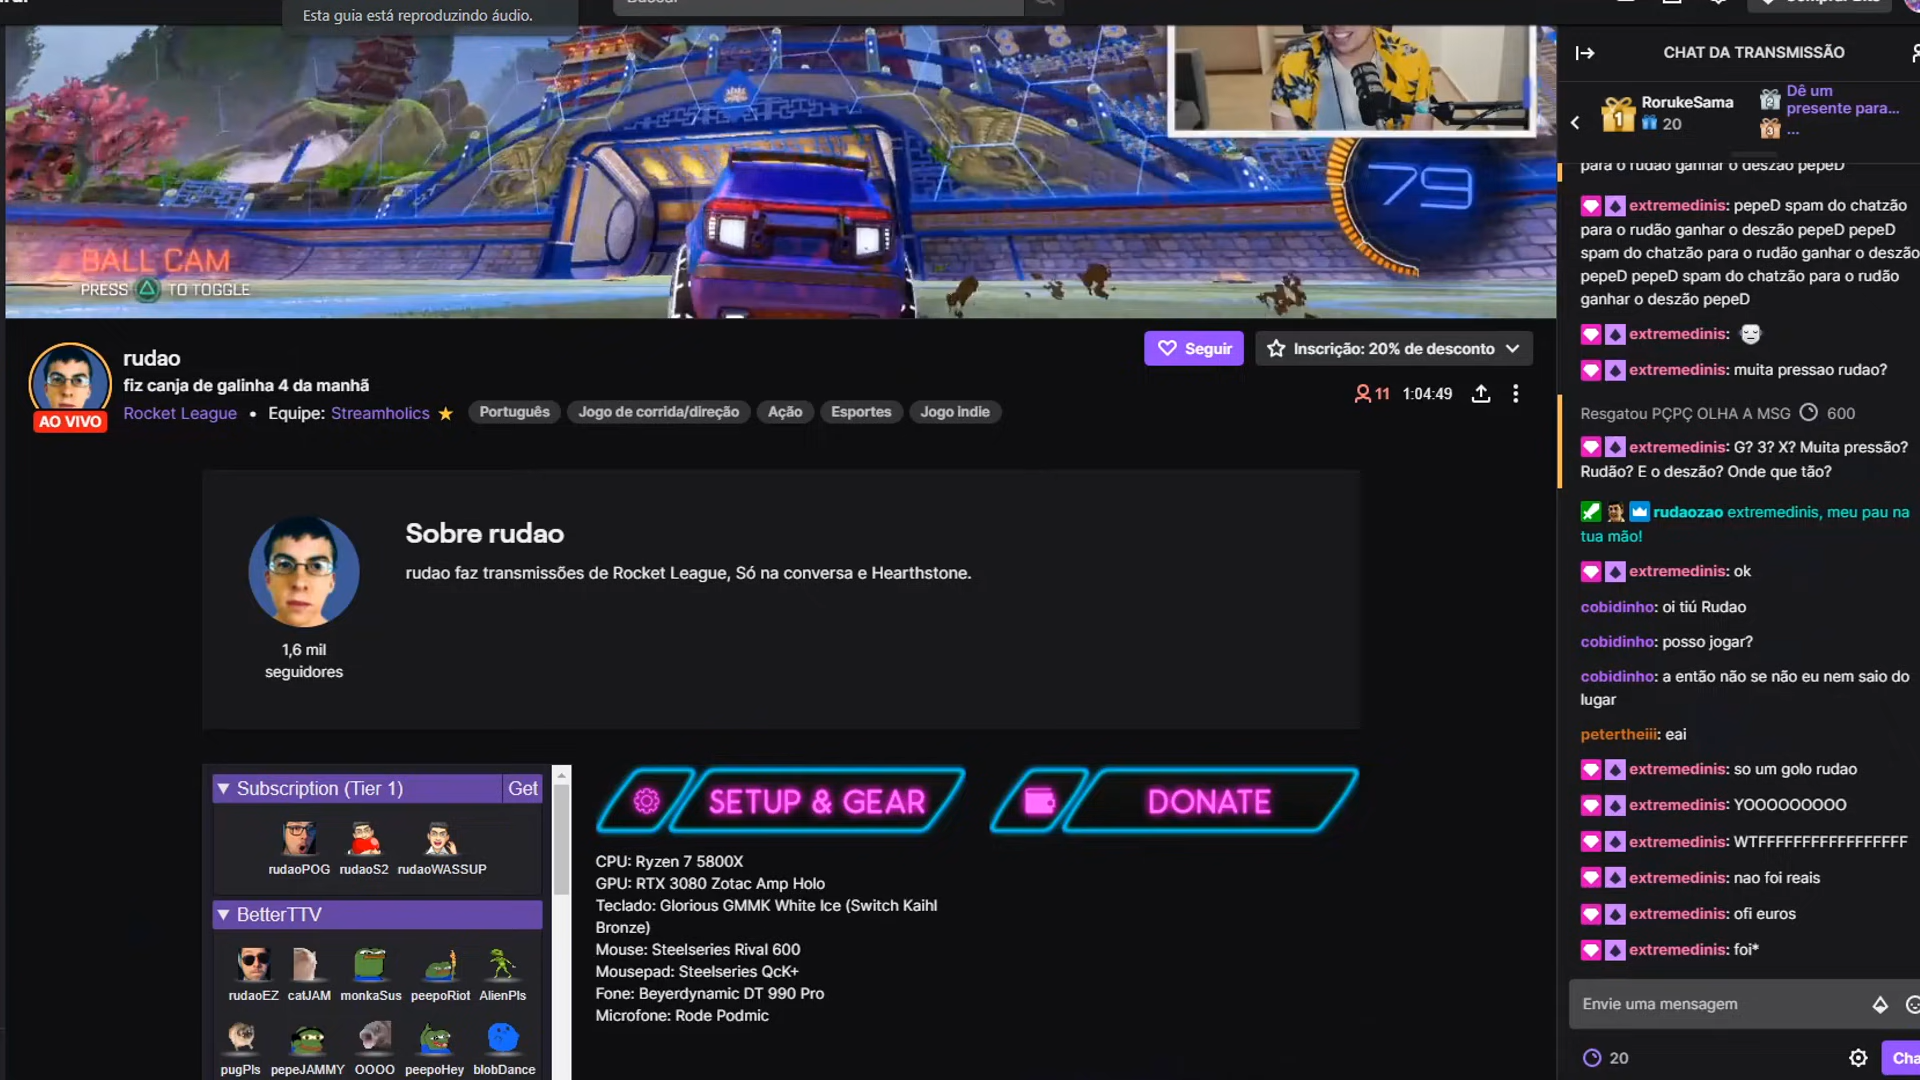 Esta guia está reproduzindo áudio.
79
BALL CAM
PRESS TO TOGGLE
rudao
fiz canja de galinha 4 da manhã
Rocket League • Equipe: Streamholics
Português
Jogo de corrida/direção
Ação
Esportes
Jogo indie
AO VIVO
Seguir
Inscrição: 20% de desconto
11
1:04:49
Sobre rudao
rudao faz transmissões de Rocket League, Só na conversa e Hearthstone.
1,6 mil
seguidores
Subscription (Tier 1)
Get
rudaoPOG
rudaoS2
rudaoWASSUP
BetterTTV
rudaoEZ
catJAM
monkaSus
peepoRiot
AlienPls
pugPls
pepeJAMMY
OOOO
peepoHey
blobDance
SETUP & GEAR
CPU: Ryzen 7 5800X
GPU: RTX 3080 Zotac Amp Holo
Teclado: Glorious GMMK White Ice (Switch Kaihl
Bronze)
Mouse: Steelseries Rival 600
Mousepad: Steelseries QcK+
Fone: Beyerdynamic DT 990 Pro
Microfone: Rode Podmic
DONATE
CHAT DA TRANSMISSÃO
1
RorukeSama
20
2
Dê um
presente para...
3
...
para o rudão ganhar o deszão pepeD
extremedinis: pepeD spam do chatzão
para o rudão ganhar o deszão pepeD pepeD
spam do chatzão para o rudão ganhar o deszão
pepeD pepeD spam do chatzão para o rudão
ganhar o deszão pepeD
extremedinis:
extremedinis: muita pressao rudao?
Resgatou PÇPÇ OLHA A MSG 600
extremedinis: G? 3? X? Muita pressão?
Rudão? E o deszão? Onde que tão?
rudaozao extremedinis, meu pau na
tua mão!
extremedinis: ok
cobidinho: oi tiú Rudao
cobidinho: posso jogar?
cobidinho: a então não se não eu nem saio do
lugar
petertheiii: eai
extremedinis: so um golo rudao
extremedinis: YOOOOOOOOO
extremedinis: WTFFFFFFFFFFFFFFFFF
extremedinis: nao foi reais
extremedinis: ofi euros
extremedinis: foi*
Envie uma mensagem
20
Cha